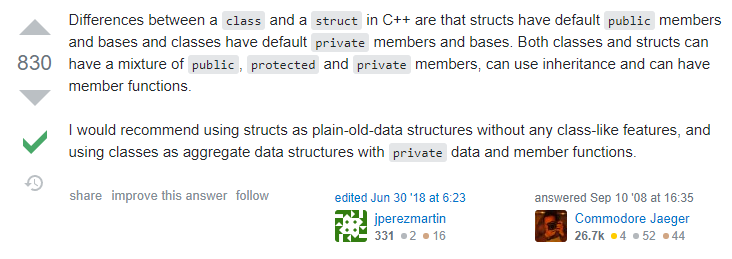 Differences between a class and a struct in C++ are that structs have default public members
and bases and classes have default private members and bases. Both classes and structs can
830
have a mixture of public, protected and private members, can use inheritance and can have
member functions.
I would recommend using structs as plain-old-data structures without any class-like features, and
using classes as aggregate data structures with private data and member functions.
share improve this answer follow
edited Jun 30 '18 at 6:23
jperezmartin
331 2 16
answered Sep 10 '08 at 16:35
Commodore Jaeger
26.7k 4 52 44